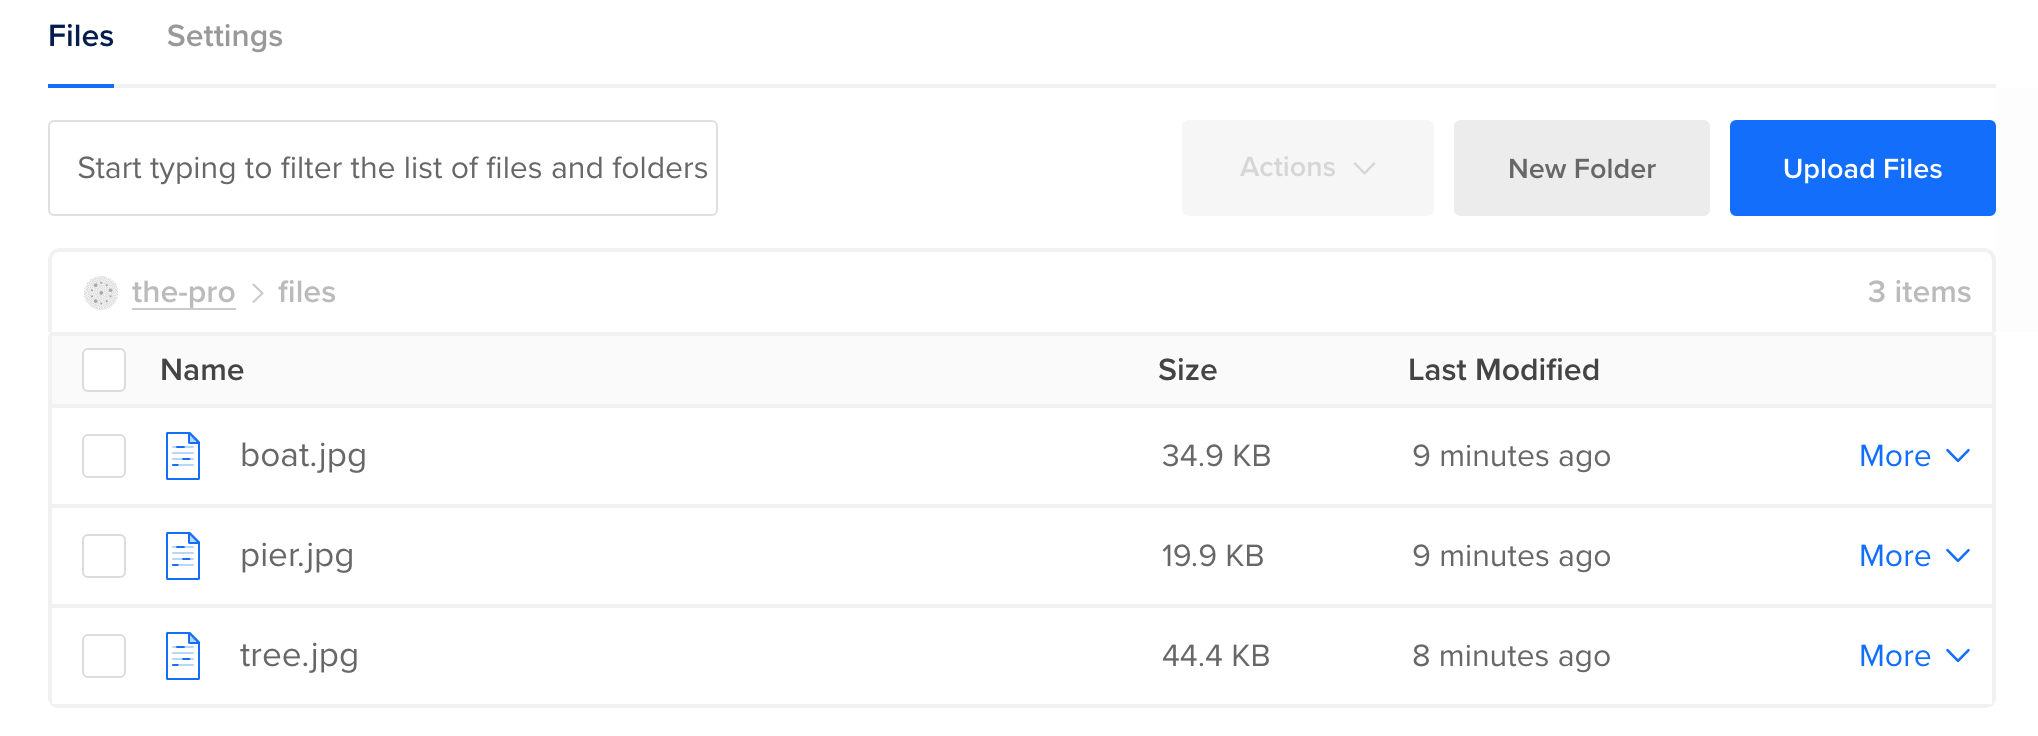 Files Settings
Start typing to filter the list of files and folders Actions New Folder Upload Files
the-pro > files 3 items
Name Size Last Modified
boat.jpg 34.9 KB 9 minutes ago More
pier.jpg 19.9 KB 9 minutes ago More
tree.jpg 44.4 KB 8 minutes ago More